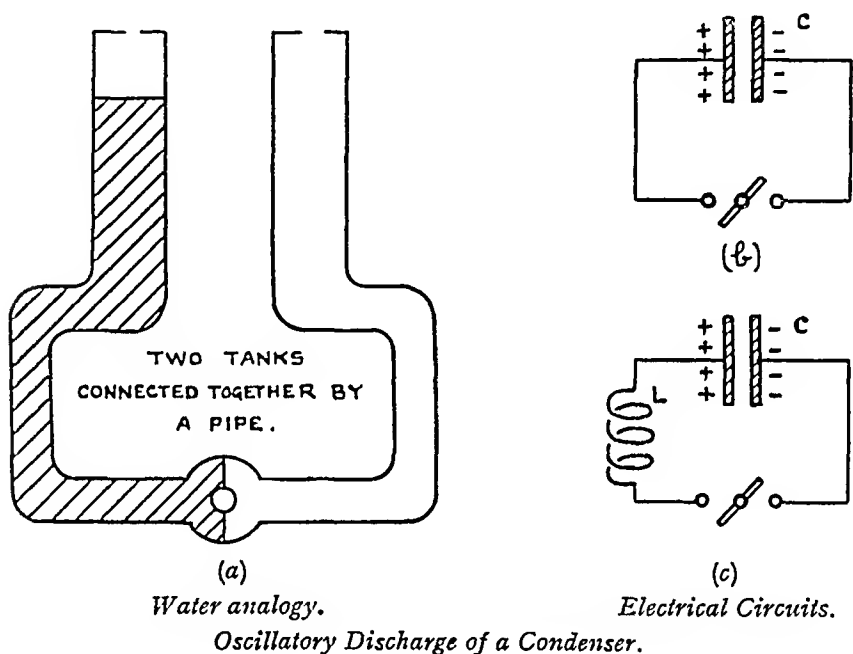 C
+ -
+ -
+ -
+ -
(b)
TWO TANKS
CONNECTED TOGETHER BY
A PIPE.
C
+ -
+ -
+ -
+ -
L
(a)
Water analogy.
(c)
Electrical Circuits.
Oscillatory Discharge of a Condenser.